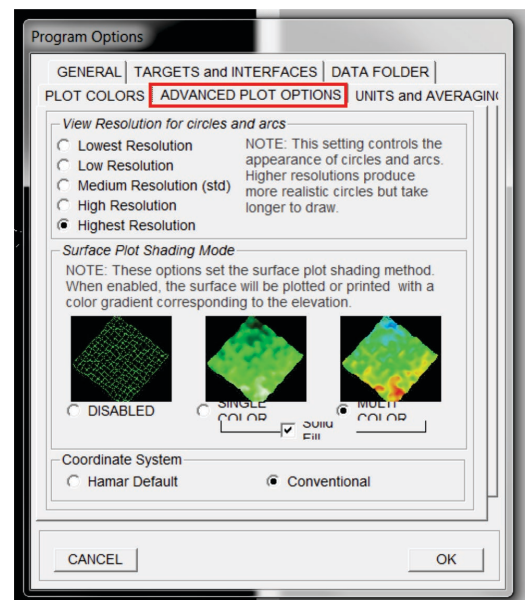 Program Options
GENERAL TARGETS and INTERFACES DATA FOLDER
PLOT COLORS ADVANCED PLOT OPTIONS UNITS and AVERAGING
View Resolution for circles and arcs
Lowest Resolution
Low Resolution
Medium Resolution (std)
High Resolution
Highest Resolution
NOTE: This setting controls the
appearance of circles and arcs.
Higher resolutions produce
more realistic circles but take
longer to draw.
Surface Plot Shading Mode
NOTE: These options set the surface plot shading method.
When enabled, the surface will be plotted or printed with a
color gradient corresponding to the elevation.
DISABLED
SINGLE
COLOR
MULTI
COLOR
Solid
Fill
Coordinate System
Hamar Default
Conventional
CANCEL
OK